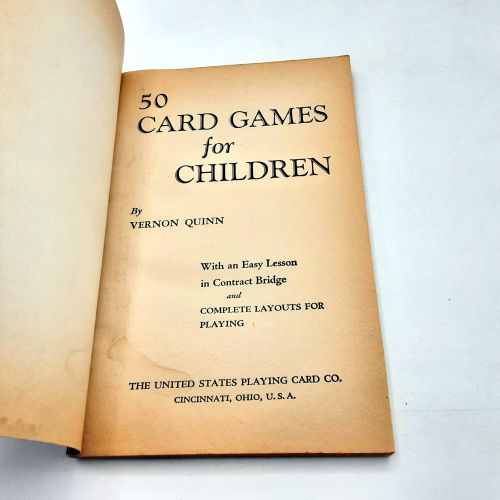 50
CARD GAMES
for
CHILDREN
By
VERNON QUINN
With an Easy Lesson
in Contract Bridge
and
COMPLETE LAYOUTS FOR
PLAYING
THE UNITED STATES PLAYING CARD CO.
CINCINNATI, OHIO, U. S. A.